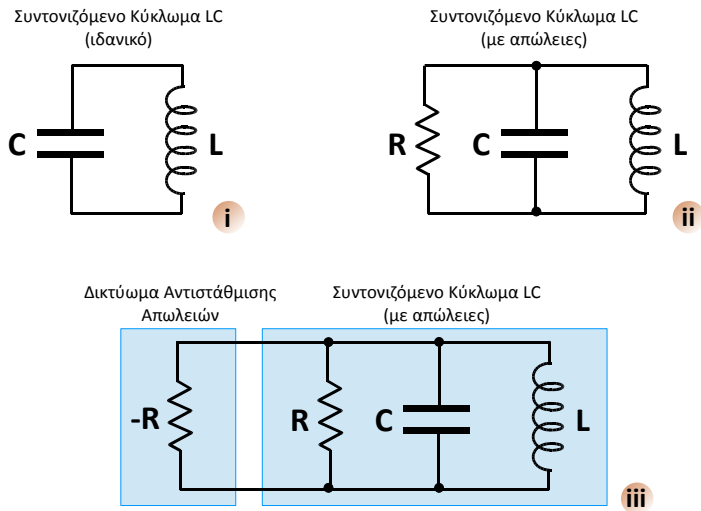 Συντονιζόμενο Κύκλωμα LC
(ιδανικό)
C
L
i
Συντονιζόμενο Κύκλωμα LC
(με απώλειες)
R
C
L
ii
Δικτύωμα Αντιστάθμισης
Απωλειών
-R
Συντονιζόμενο Κύκλωμα LC
(με απώλειες)
R
C
L
iii